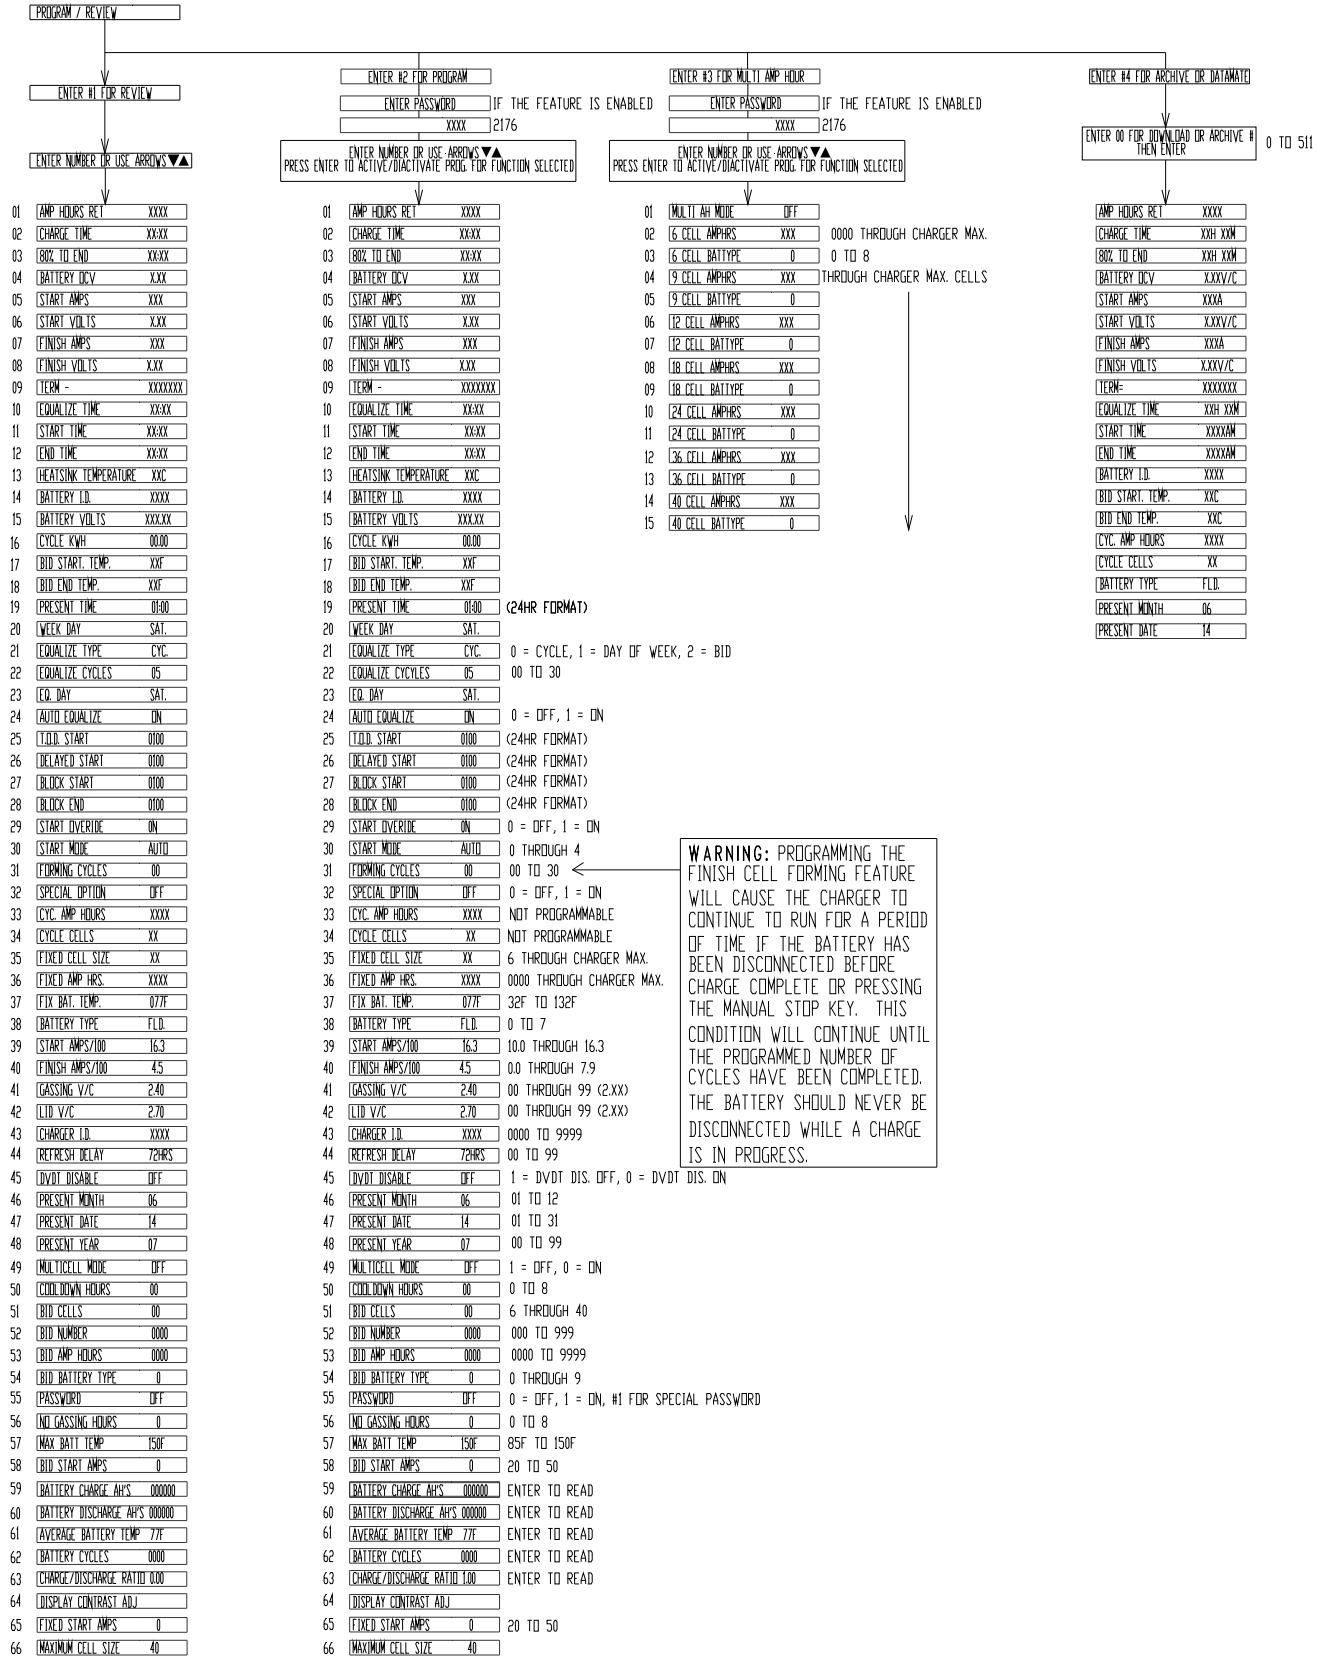 PROGRAM / REVIEW
ENTER #1 FOR REVIEW
ENTER NUMBER OR USE ARROWS▼▲
01 AMP HOURS RET XXXX
02 CHARGE TIME XX:XX
03 80% TO END XX:XX
04 BATTERY OCV X.XX
05 START AMPS XXX
06 START VOLTS X.XX
07 FINISH AMPS XXX
08 FINISH VOLTS X.XX
09 TERM - XXXXXXX
10 EQUALIZE TIME XX:XX
11 START TIME XX:XX
12 END TIME XX:XX
13 HEATSINK TEMPERATURE XXC
14 BATTERY I.D. XXXX
15 BATTERY VOLTS XXX.XX
16 CYCLE KWH 00.00
17 BID START. TEMP. XXF
18 BID END TEMP. XXF
19 PRESENT TIME 01:00
20 WEEK DAY SAT.
21 EQUALIZE TYPE CYC.
22 EQUALIZE CYCLES 05
23 EQ. DAY SAT.
24 AUTO EQUALIZE ON
25 T.O.D. START 0100
26 DELAYED START 0100
27 BLOCK START 0100
28 BLOCK END 0100
29 START OVERIDE ON
30 START MODE AUTO
31 FORMING CYCLES 00
32 SPECIAL OPTION OFF
33 CYC. AMP HOURS XXXX
34 CYCLE CELLS XX
35 FIXED CELL SIZE XX
36 FIXED AMP HRS. XXXX
37 FIX BAT. TEMP. 077F
38 BATTERY TYPE FLD.
39 START AMPS/100 16.3
40 FINISH AMPS/100 4.5
41 GASSING V/C 2.40
42 LID V/C 2.70
43 CHARGER I.D. XXXX
44 REFRESH DELAY 72HRS
45 DVDT DISABLE OFF
46 PRESENT MONTH 06
47 PRESENT DATE 14
48 PRESENT YEAR 07
49 MULTICELL MODE OFF
50 COOLDOWN HOURS 00
51 BID CELLS 00
52 BID NUMBER 0000
53 BID AMP HOURS 0000
54 BID BATTERY TYPE 0
55 PASSWORD OFF
56 NO GASSING HOURS 0
57 MAX BATT TEMP 150F
58 BID START AMPS 0
59 BATTERY CHARGE AH'S 000000
60 BATTERY DISCHARGE AH'S 000000
61 AVERAGE BATTERY TEMP 77F
62 BATTERY CYCLES 0000
63 CHARGE/DISCHARGE RATIO 0.00
64 DISPLAY CONTRAST ADJ
65 FIXED START AMPS 0
66 MAXIMUM CELL SIZE 40
ENTER #2 FOR PROGRAM
ENTER PASSWORD IF THE FEATURE IS ENABLED
XXXX 2176
ENTER NUMBER OR USE ARROWS▼▲
PRESS ENTER TO ACTIVE/DIACTIVATE PROG. FOR FUNCTION SELECTED
01 AMP HOURS RET XXXX
02 CHARGE TIME XX:XX
03 80% TO END XX:XX
04 BATTERY OCV X.XX
05 START AMPS XXX
06 START VOLTS X.XX
07 FINISH AMPS XXX
08 FINISH VOLTS X.XX
09 TERM - XXXXXXX
10 EQUALIZE TIME XX:XX
11 START TIME XX:XX
12 END TIME XX:XX
13 HEATSINK TEMPERATURE XXC
14 BATTERY I.D. XXXX
15 BATTERY VOLTS XXX.XX
16 CYCLE KWH 00.00
17 BID START. TEMP. XXF
18 BID END TEMP. XXF
19 PRESENT TIME 01:00 (24HR FORMAT)
20 WEEK DAY SAT.
21 EQUALIZE TYPE CYC. 0 = CYCLE, 1 = DAY OF WEEK, 2 = BID
22 EQUALIZE CYCYLES 05 00 TO 30
23 EQ. DAY SAT.
24 AUTO EQUALIZE ON 0 = OFF, 1 = ON
25 T.O.D. START 0100 (24HR FORMAT)
26 DELAYED START 0100 (24HR FORMAT)
27 BLOCK START 0100 (24HR FORMAT)
28 BLOCK END 0100 (24HR FORMAT)
29 START OVERIDE ON 0 = OFF, 1 = ON
30 START MODE AUTO 0 THROUGH 4
31 FORMING CYCLES 00 00 TO 30
32 SPECIAL OPTION OFF 0 = OFF, 1 = ON
33 CYC. AMP HOURS XXXX NOT PROGRAMMABLE
34 CYCLE CELLS XX NOT PROGRAMMABLE
35 FIXED CELL SIZE XX 6 THROUGH CHARGER MAX.
36 FIXED AMP HRS. XXXX 0000 THROUGH CHARGER MAX.
37 FIX BAT. TEMP. 077F 32F TO 132F
38 BATTERY TYPE FLD. 0 TO 7
39 START AMPS/100 16.3 10.0 THROUGH 16.3
40 FINISH AMPS/100 4.5 0.0 THROUGH 7.9
41 GASSING V/C 2.40 00 THROUGH 99 (2.XX)
42 LID V/C 2.70 00 THROUGH 99 (2.XX)
43 CHARGER I.D. XXXX 0000 TO 9999
44 REFRESH DELAY 72HRS 00 TO 99
45 DVDT DISABLE OFF 1 = DVDT DIS. OFF, 0 = DVDT DIS. ON
46 PRESENT MONTH 06 01 TO 12
47 PRESENT DATE 14 01 TO 31
48 PRESENT YEAR 07 00 TO 99
49 MULTICELL MODE OFF 1 = OFF, 0 = ON
50 COOLDOWN HOURS 00 0 TO 8
51 BID CELLS 00 6 THROUGH 40
52 BID NUMBER 0000 000 TO 999
53 BID AMP HOURS 0000 0000 TO 9999
54 BID BATTERY TYPE 0 0 THROUGH 9
55 PASSWORD OFF 0 = OFF, 1 = ON, #1 FOR SPECIAL PASSWORD
56 NO GASSING HOURS 0 0 TO 8
57 MAX BATT TEMP 150F 85F TO 150F
58 BID START AMPS 0 20 TO 50
59 BATTERY CHARGE AH'S 000000 ENTER TO READ
60 BATTERY DISCHARGE AH'S 000000 ENTER TO READ
61 AVERAGE BATTERY TEMP 77F ENTER TO READ
62 BATTERY CYCLES 0000 ENTER TO READ
63 CHARGE/DISCHARGE RATIO 1.00 ENTER TO READ
64 DISPLAY CONTRAST ADJ
65 FIXED START AMPS 0 20 TO 50
66 MAXIMUM CELL SIZE 40
ENTER #3 FOR MULTI AMP HOUR
ENTER PASSWORD IF THE FEATURE IS ENABLED
XXXX 2176
ENTER NUMBER OR USE ARROWS▼▲
PRESS ENTER TO ACTIVE/DIACTIVATE PROG. FOR FUNCTION SELECTED
01 MULTI AH MODE OFF
02 6 CELL AMPHRS XXX 0000 THROUGH CHARGER MAX.
03 6 CELL BATTYPE 0 0 TO 8
04 9 CELL AMPHRS XXX THROUGH CHARGER MAX. CELLS
05 9 CELL BATTYPE 0
06 12 CELL AMPHRS XXX
07 12 CELL BATTYPE 0
08 18 CELL AMPHRS XXX
09 18 CELL BATTYPE 0
10 24 CELL AMPHRS XXX
11 24 CELL BATTYPE 0
12 36 CELL AMPHRS XXX
13 36 CELL BATTYPE 0
14 40 CELL AMPHRS XXX
15 40 CELL BATTYPE 0
WARNING: PROGRAMMING THE
FINISH CELL FORMING FEATURE
WILL CAUSE THE CHARGER TO
CONTINUE TO RUN FOR A PERIOD
OF TIME IF THE BATTERY HAS
BEEN DISCONNECTED BEFORE
CHARGE COMPLETE OR PRESSING
THE MANUAL STOP KEY. THIS
CONDITION WILL CONTINUE UNTIL
THE PROGRAMMED NUMBER OF
CYCLES HAVE BEEN COMPLETED.
THE BATTERY SHOULD NEVER BE
DISCONNECTED WHILE A CHARGE
IS IN PROGRESS.
ENTER #4 FOR ARCHIVE OR DATAMATE
ENTER 00 FOR DOWNLOAD OR ARCHIVE # 0 TO 511
THEN ENTER
AMP HOURS RET XXXX
CHARGE TIME XXH XXM
80% TO END XXH XXM
BATTERY OCV X.XXV/C
START AMPS XXXA
START VOLTS X.XXV/C
FINISH AMPS XXXA
FINISH VOLTS X.XXV/C
TERM= XXXXXXX
EQUALIZE TIME XXH XXM
START TIME XXXXAM
END TIME XXXXAM
BATTERY I.D. XXXX
BID START. TEMP. XXC
BID END TEMP. XXC
CYC. AMP HOURS XXXX
CYCLE CELLS XX
BATTERY TYPE FLD.
PRESENT MONTH 06
PRESENT DATE 14